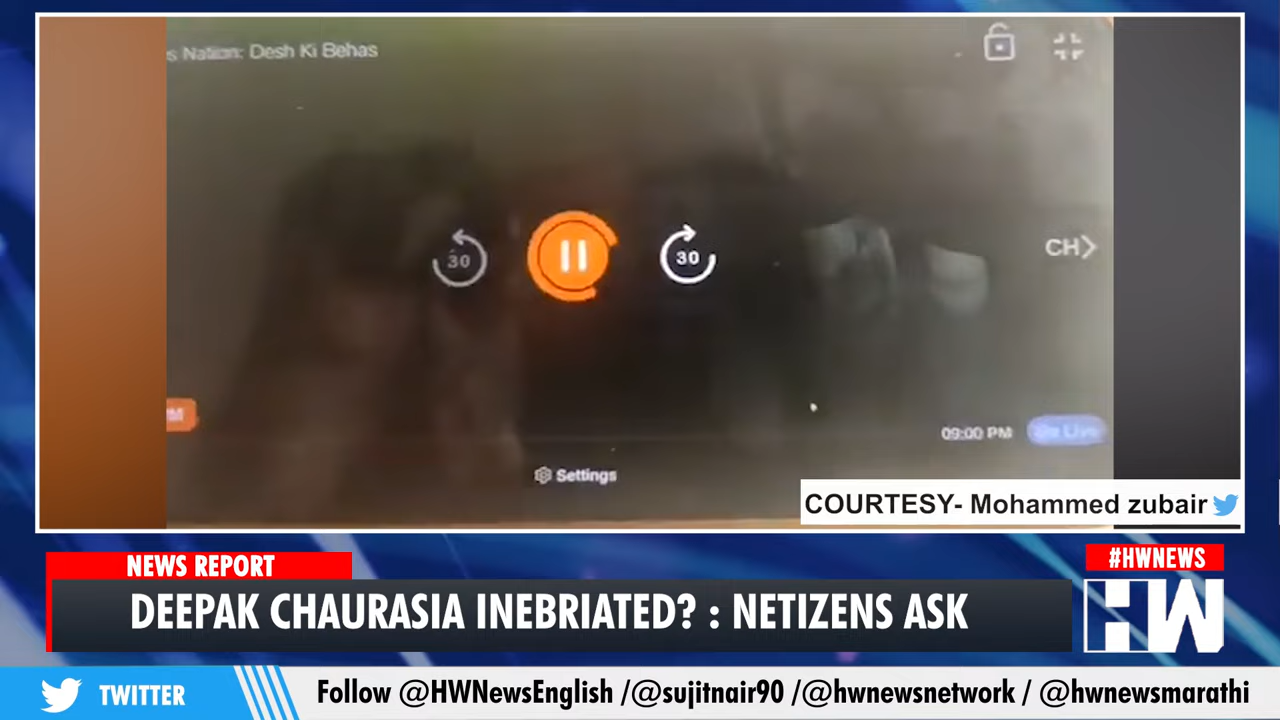 Nation: Desh Ki Behas
30
30
CH
09:00 PM
Settings
COURTESY- Mohammed zubair
NEWS REPORT
#HWNEWS
DEEPAK CHAURASIA INEBRIATED? : NETIZENS ASK
HW
TWITTER
Follow @HWNewsEnglish /@sujitnair90 /@hwnewsnetwork / @hwnewsmarathi